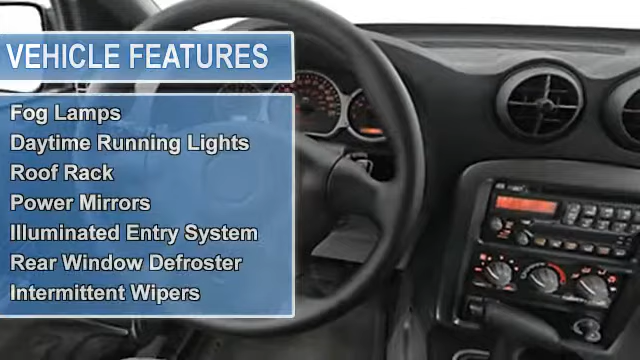 VEHICLE FEATURES
Fog Lamps
Daytime Running Lights
Roof Rack
Power Mirrors
Illuminated Entry System
Rear Window Defroster
Intermittent Wipers